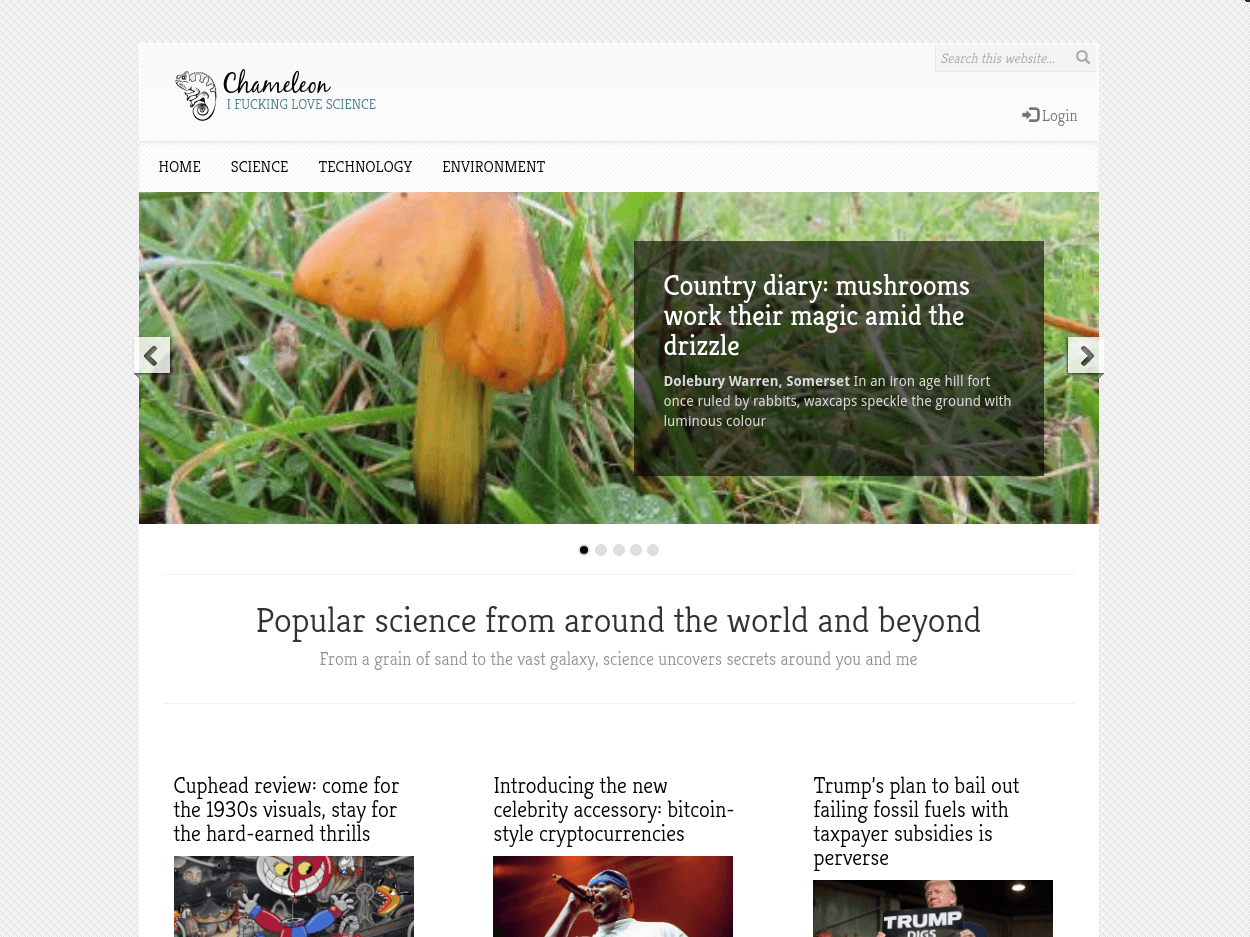 Search this website...
Chameleon
I FUCKING LOVE SCIENCE
Login
HOME SCIENCE TECHNOLOGY ENVIRONMENT
Country diary: mushrooms
work their magic amid the
drizzle
Dolebury Warren, Somerset In an iron age hill fort
once ruled by rabbits, waxcaps speckle the ground with
luminous colour
Popular science from around the world and beyond
From a grain of sand to the vast galaxy, science uncovers secrets around you and me
Cuphead review: come for
the 1930s visuals, stay for
the hard-earned thrills
Introducing the new
celebrity accessory: bitcoin-
style cryptocurrencies
Trump’s plan to bail out
failing fossil fuels with
taxpayer subsidies is
perverse
TRUMP
DIGS